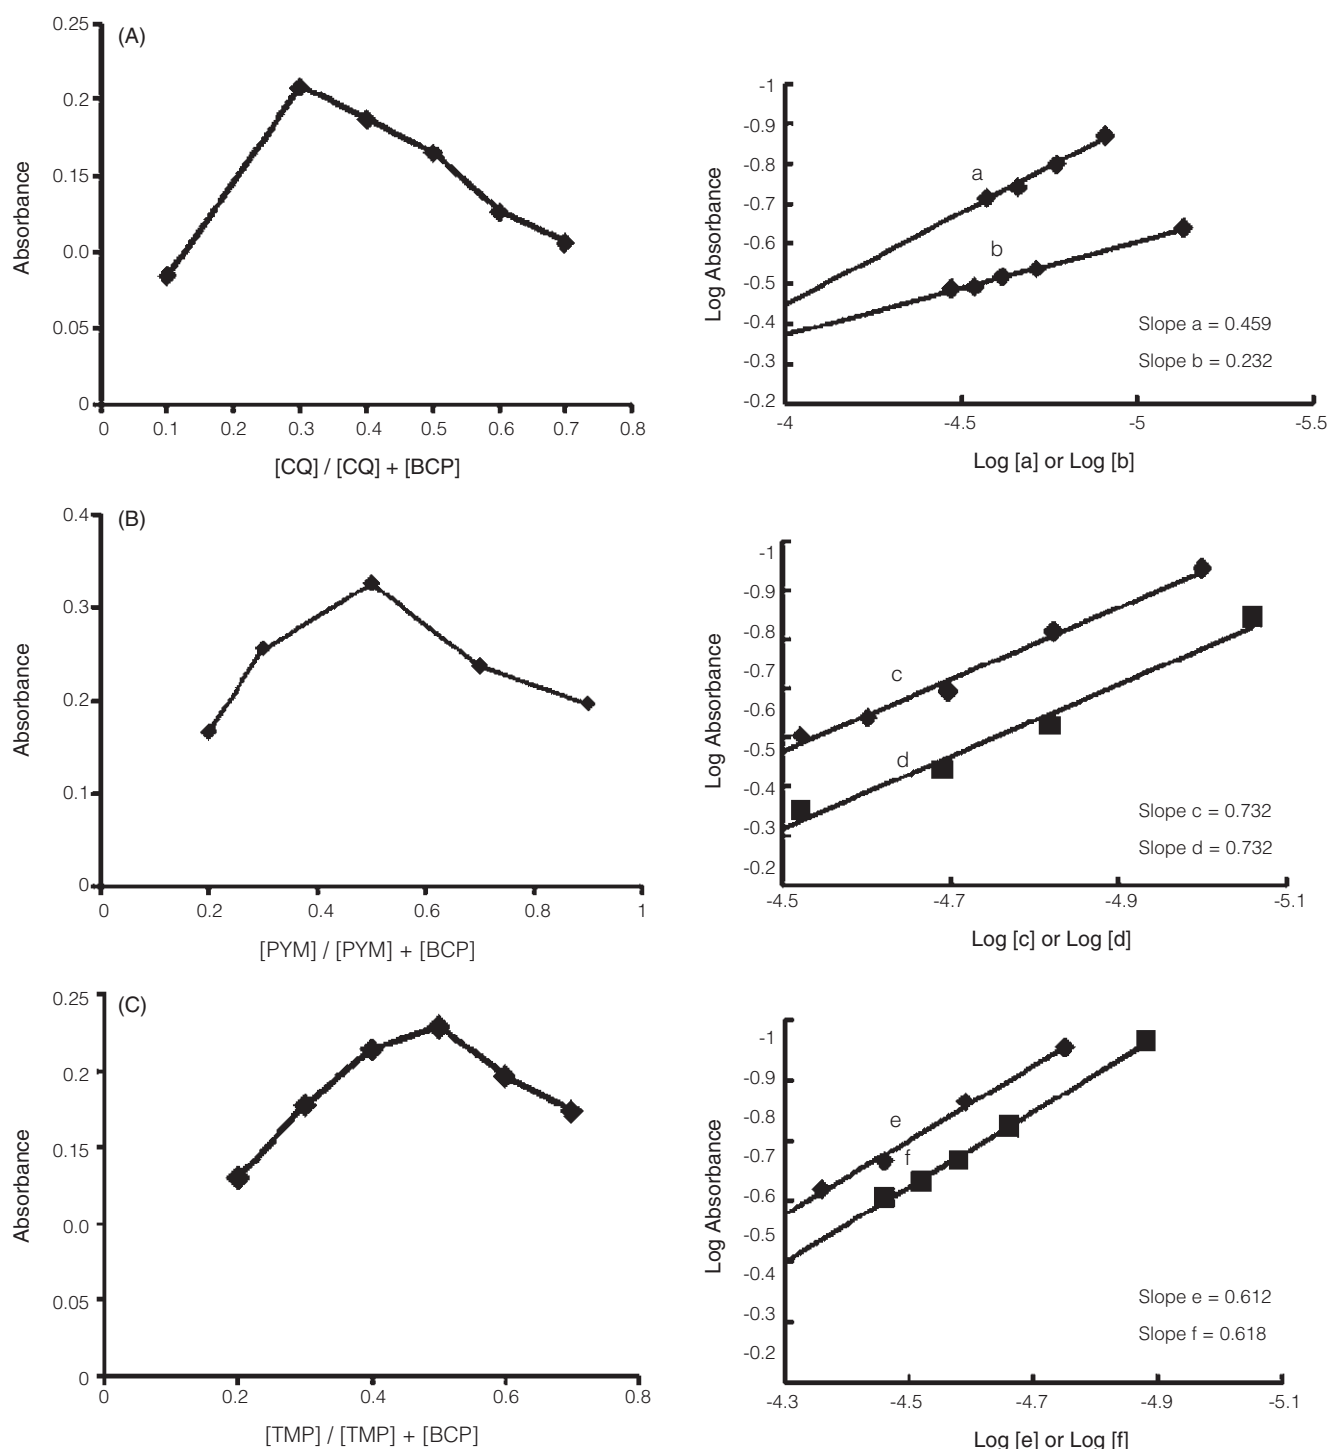 (A)
Absorbance
0.25
0.2
0.15
0.0
0.05
0
0 0.1 0.2 0.3 0.4 0.5 0.6 0.7 0.8
[CQ] / [CQ] + [BCP]
Log Absorbance
-1
-0.9
-0.8
-0.7
-0.6
-0.5
-0.4
-0.3
-0.2
a
b
Slope a = 0.459
Slope b = 0.232
-4 -4.5 -5 -5.5
Log [a] or Log [b]
(B)
Absorbance
0.4
0.3
0.2
0.1
0
0 0.2 0.4 0.6 0.8 1
[PYM] / [PYM] + [BCP]
Log Absorbance
-1
-0.9
-0.8
-0.7
-0.6
-0.5
-0.4
-0.3
-0.2
c
d
Slope c = 0.732
Slope d = 0.732
-4.5 -4.7 -4.9 -5.1
Log [c] or Log [d]
(C)
Absorbance
0.25
0.2
0.15
0.0
0.05
0
0 0.2 0.4 0.6 0.8
[TMP] / [TMP] + [BCP]
Log Absorbance
-1
-0.9
-0.8
-0.7
-0.6
-0.5
-0.4
-0.3
-0.2
e
f
Slope e = 0.612
Slope f = 0.618
-4.3 -4.5 -4.7 -4.9 -5.1
Log [e] or Log [f]